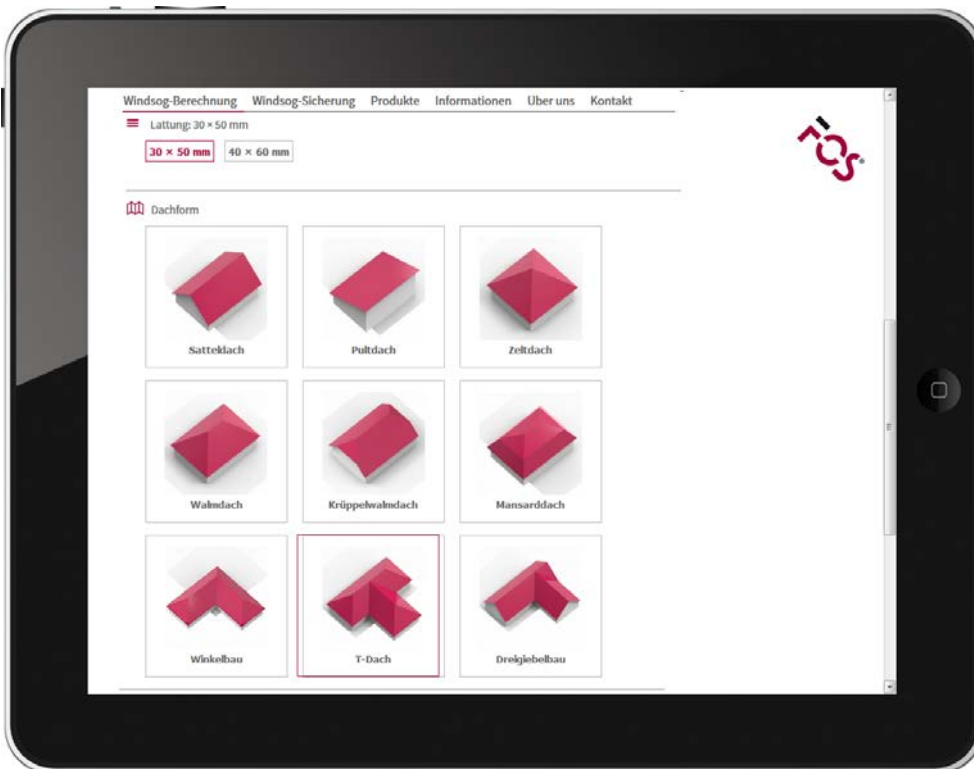 Windsog-Berechnung Windsog-Sicherung Produkte Informationen Über uns Kontakt
Lattung: 30 × 50 mm
30 × 50 mm 40 × 60 mm
FOS®
Dachform
Satteldach Pultdach Zeltdach
Walmdach Krüppelwalmdach Mansarddach
Winkelbau T-Dach Dreigiebelbau